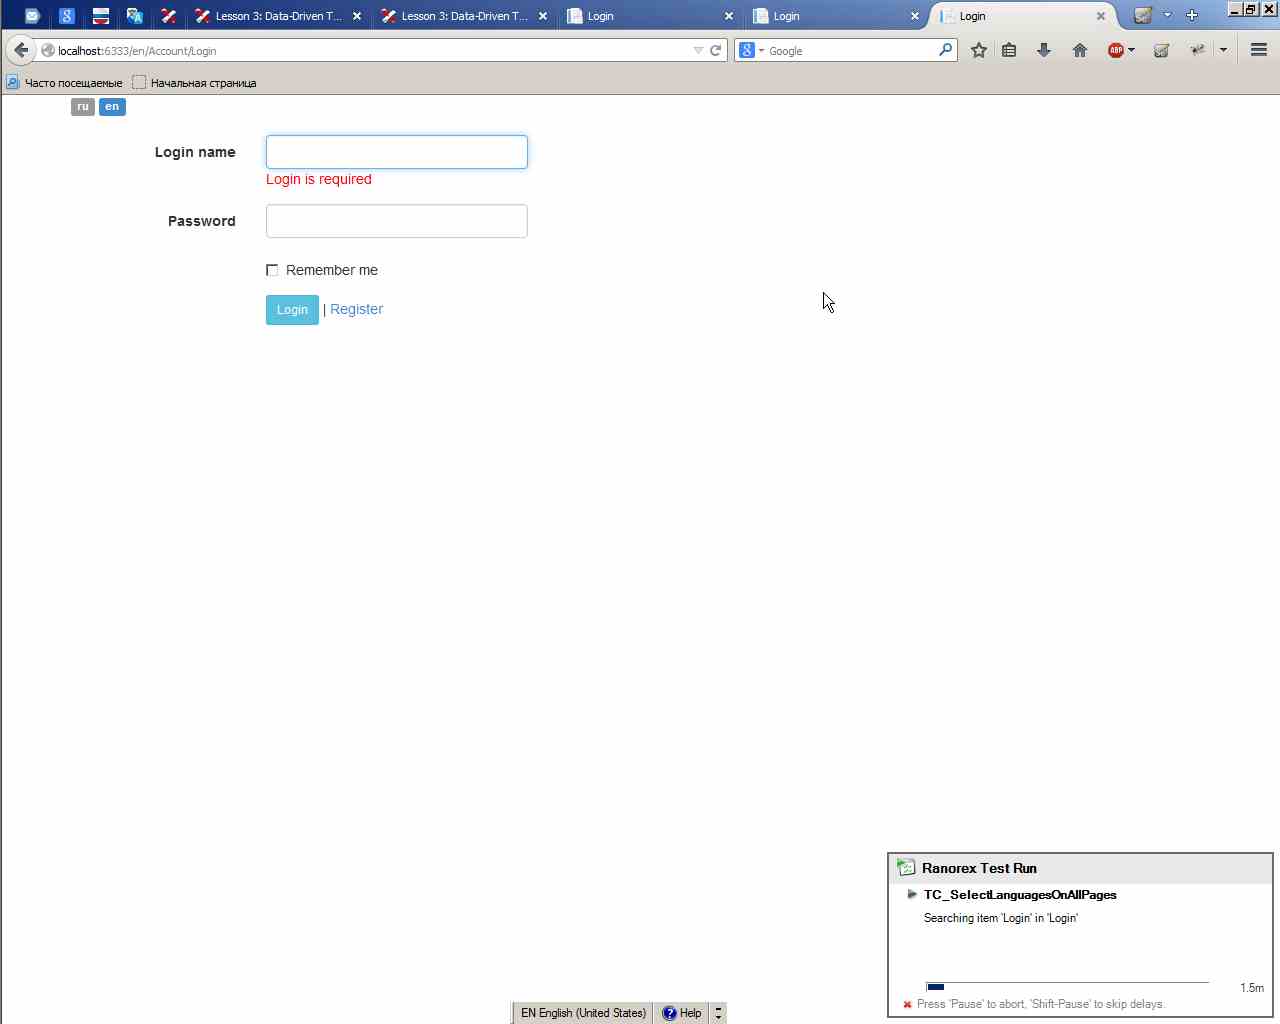 Lesson 3: Data-Driven T...
Lesson 3: Data-Driven T...
Login
Login
Login
localhost:6333/en/Account/Login
Google
ABP
Часто посещаемые
Начальная страница
ru en
Login name
Login is required
Password
Remember me
Login | Register
Ranorex Test Run
TC_SelectLanguagesOnAllPages
Searching item 'Login' in 'Login'
1.5m
Press 'Pause' to abort, 'Shift-Pause' to skip delays.
EN English (United States)
Help